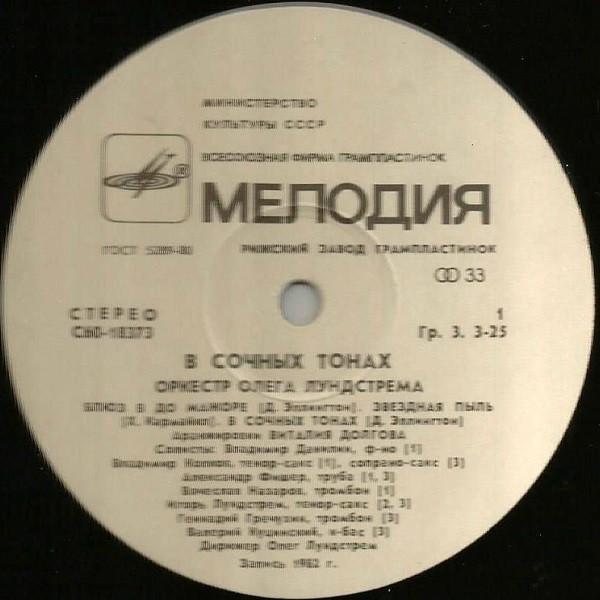 МИНИСТЕРСТВО
КУЛЬТУРЫ СССР
ВСЕСОЮЗНАЯ ФИРМА ГРАМПЛАСТИНОК
®
МЕЛОДИЯ
ГОСТ 5289-80 РИЖСКИЙ ЗАВОД ГРАМПЛАСТИНОК
33
СТЕРЕО 1
С60-18373 Гр. 3. 3-25
В СОЧНЫХ ТОНАХ
ОРКЕСТР ОЛЕГА ЛУНДСТРЕМА
БЛЮЗ В ДО МАЖОРЕ (Д. Эллингтон). ЗВЕЗДНАЯ ПЫЛЬ
(Х. Кармайкл). В СОЧНЫХ ТОНАХ (Д. Эллингтон)
Аранжировки ВИТАЛИЯ ДОЛГОВА
Солисты: Владимир Данилин, ф-но (1)
Владимир тенор-сакс (1), сопрано-сакс (3)
Александр Фишер, труба (1, 3)
Вячеслав Назаров, тромбон (1)
Игорь Лундстрем, тенор-сакс (2, 3)
Геннадий Гречухин, тромбон (3)
Валерий Куцинский, к-бас (3)
Дирижер Олег Лундстрем
Запись 1982 г.